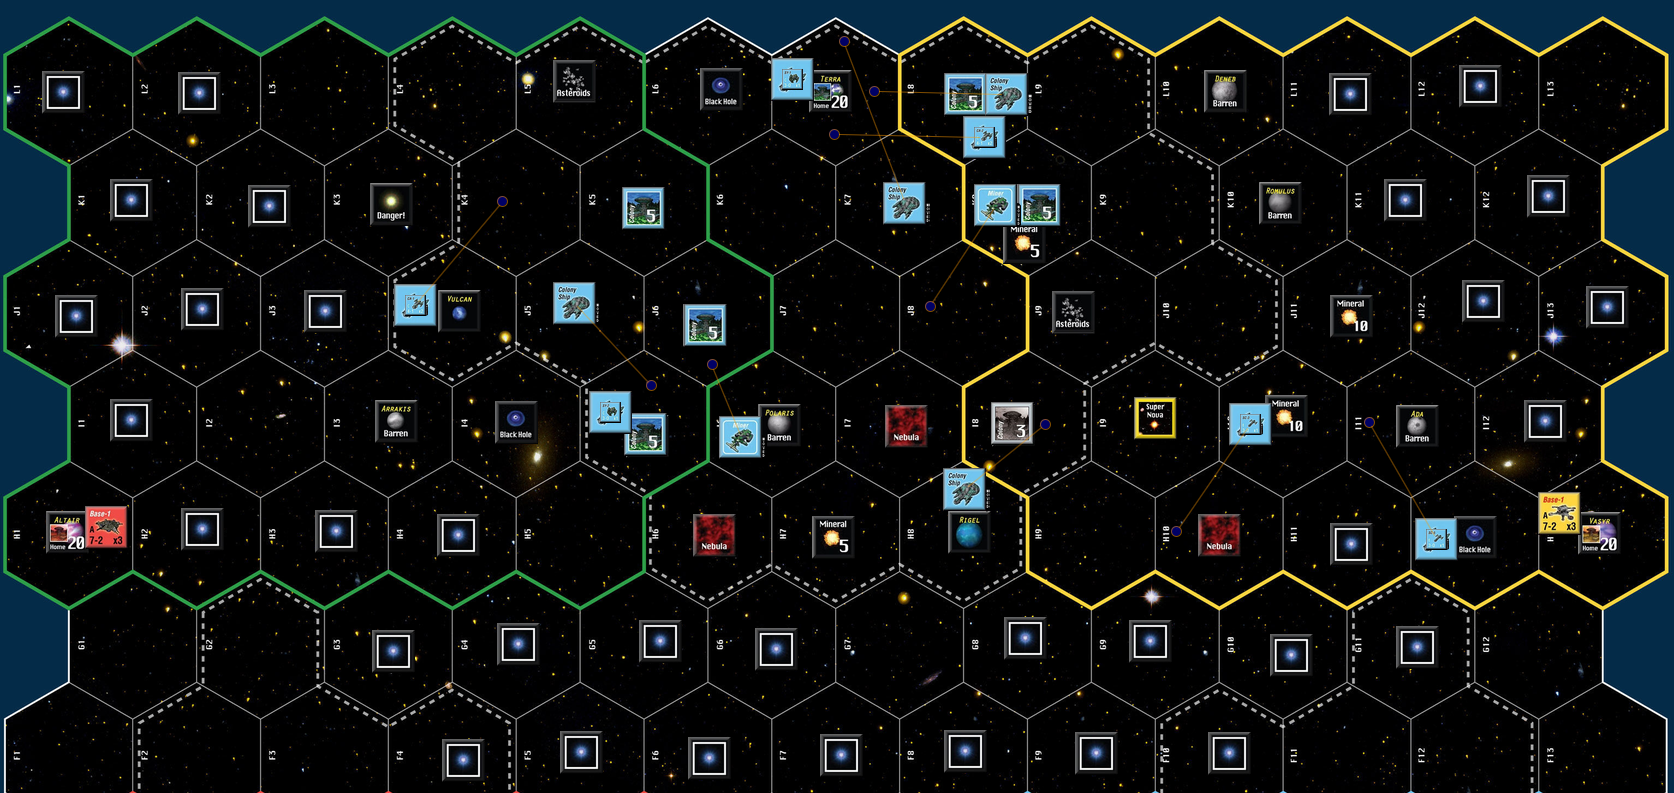 L1
L2
L3
L4
L5
Asteroids
L6
Black Hole
TERRA
Home 20
L8
Colony 5
Colony Ship
L9
L10
DENEB
Barren
L11
L12
L13
K1
K2
K3
Danger!
K4
K5
Colony 5
K6
K7
Colony Ship
Miner
Colony 5
Mineral 5
K9
K10
ROMULUS
Barren
K11
K12
J1
J2
J3
VULCAN
J5
Colony Ship
J6
Colony 5
J7
J8
J9
Asteroids
J10
J11
Mineral 10
J12
J13
I1
I2
I3
ARRAKIS
Barren
I4
Black Hole
Colony 5
Miner
POLARIS
Barren
I7
Nebula
I8
Colony 3
I9
Super Nova
Mineral 10
I11
ADA
Barren
I12
H1
ALTAIR
Home 20
Base-1
A
7-2 x3
H2
H3
H4
H5
H6
Nebula
H7
Mineral 5
H8
Colony Ship
RIGEL
H9
H10
Nebula
H11
Black Hole
Base-1
A
7-2 x3
VASKR
Home 20
G1
G2
G3
G4
G5
G6
G7
G8
G9
G10
G11
G12
F1
F2
F3
F4
F5
F6
F7
F8
F9
F10
F11
F12
F13